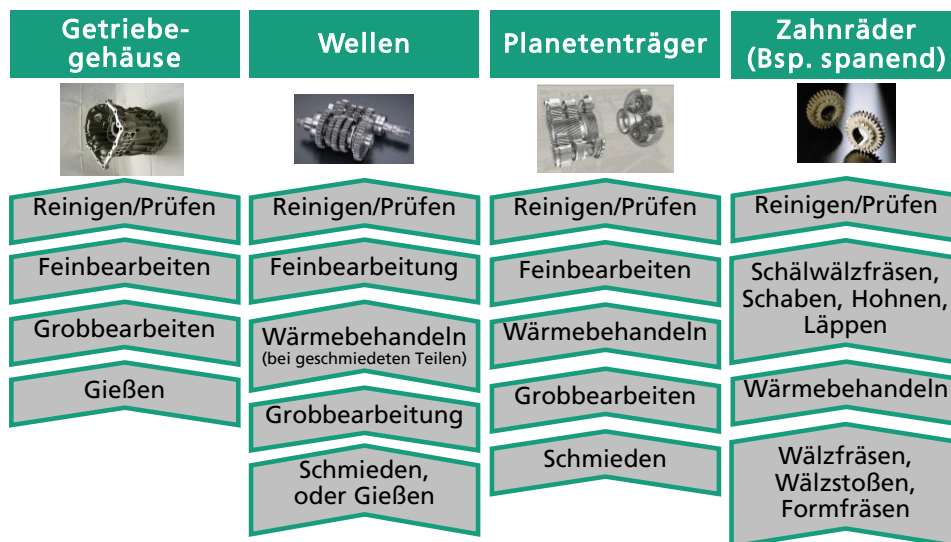 Getriebe-
gehäuse
Reinigen/Prüfen
Feinbearbeiten
Grobbearbeiten
Gießen
Wellen
Reinigen/Prüfen
Feinbearbeitung
Wärmebehandeln
(bei geschmiedeten Teilen)
Grobbearbeitung
Schmieden,
oder Gießen
Planetenträger
Reinigen/Prüfen
Feinbearbeiten
Wärmebehandeln
Grobbearbeiten
Schmieden
Zahnräder
(Bsp. spanend)
Reinigen/Prüfen
Schälwälzfräsen,
Schaben, Hohnen,
Läppen
Wärmebehandeln
Wälzfräsen,
Wälzstoßen,
Formfräsen